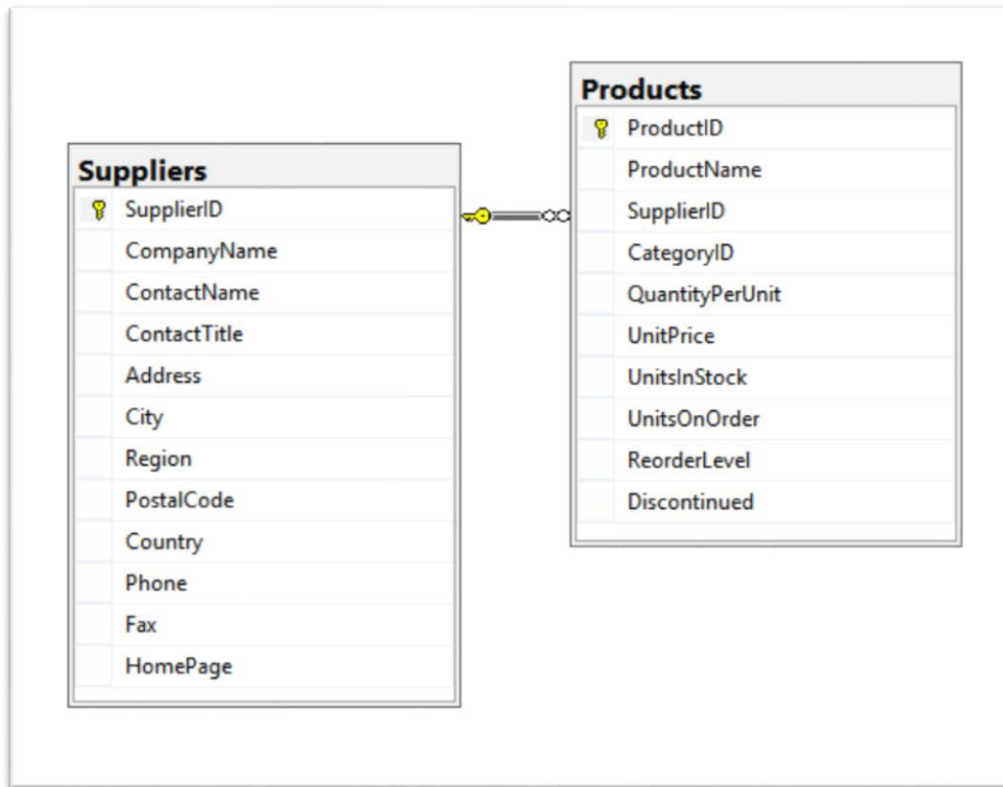 Suppliers
SupplierID
CompanyName
ContactName
ContactTitle
Address
City
Region
PostalCode
Country
Phone
Fax
HomePage
Products
ProductID
ProductName
SupplierID
CategoryID
QuantityPerUnit
UnitPrice
UnitsInStock
UnitsOnOrder
ReorderLevel
Discontinued